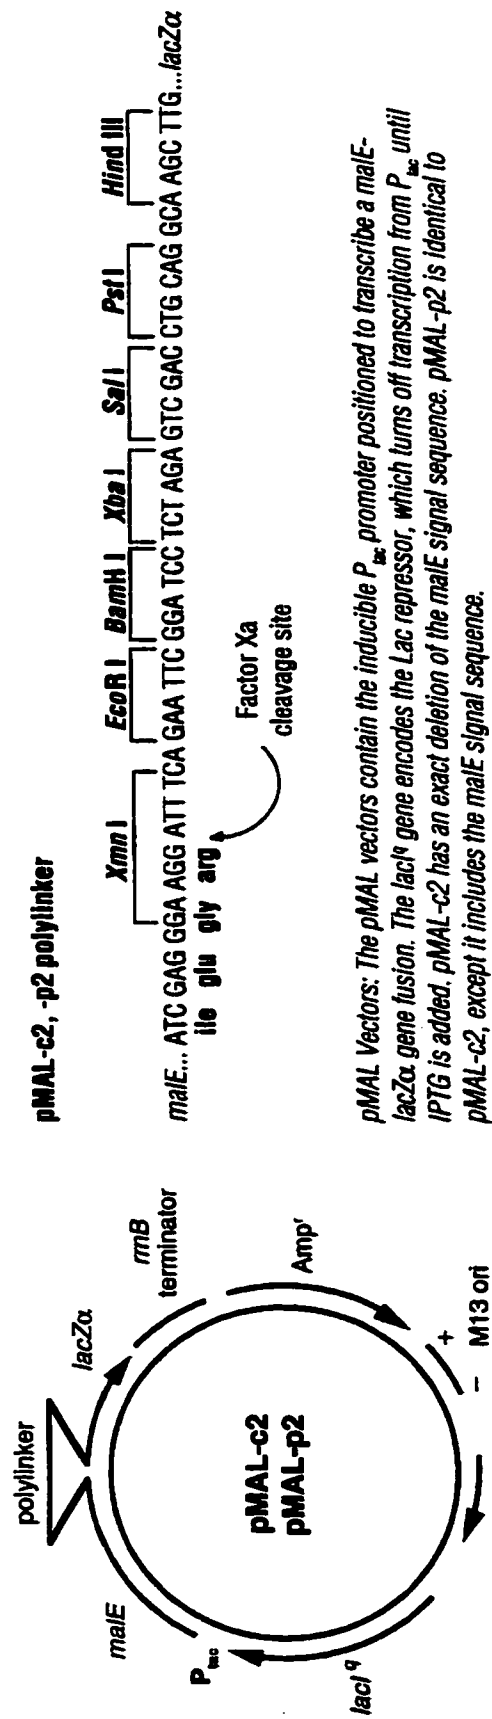 pMAL-c2, -p2 polylinker
Xmn I EcoR I BamH I Xba I Sal I Pst I Hind III
malE... ATC GAG GGA AGG ATT TCA GAA TTC GGA TCC TCT AGA GTC GAC CTG CAG GCA AGC TTG...lacZα
ile glu gly arg
Factor Xa
cleavage site
pMAL Vectors: The pMAL vectors contain the inducible Ptac promoter positioned to transcribe a malE-
lacZα gene fusion. The lacIq gene encodes the Lac repressor, which turns off transcription from Ptac until
IPTG is added. pMAL-c2 has an exact deletion of the malE signal sequence. pMAL-p2 is identical to
pMAL-c2, except it includes the malE signal sequence.
polylinker
malE
lacZα
rrnB
terminator
Ptac
Ampr
pMAL-c2
pMAL-p2
lacIq
+
−
M13 ori